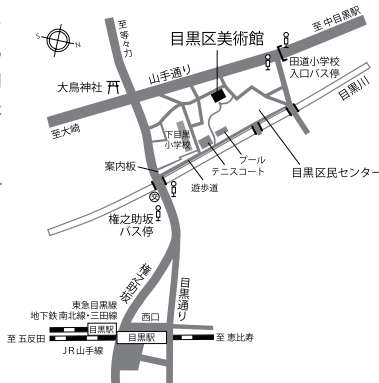 至中目黒駅
至等々力
S
N
目黒区美術館
山手通り
田道小学校
入口バス停
大鳥神社
目黒川
至大崎
下目黒
小学校
案内板
プール
テニスコート
目黒区民センター
遊歩道
権之助坂
バス停
権之助坂
目黒通り
東急目黒線
地下鉄 南北線・三田線
西口
目黒駅
目黒駅
至 五反田
至 恵比寿
JR山手線